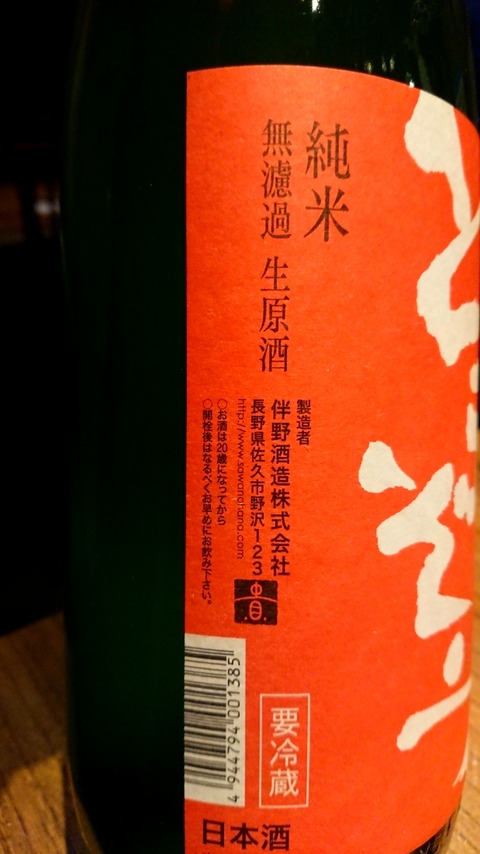 純米
無濾過 生原酒
製造者
伴野酒造株式会社
長野県佐久市野沢123
http://www.sawanohana.com
○お酒は20歳になってから
○開栓後はなるべくお早めにお飲み下さい。
4 944794 001385
要冷蔵
日本酒